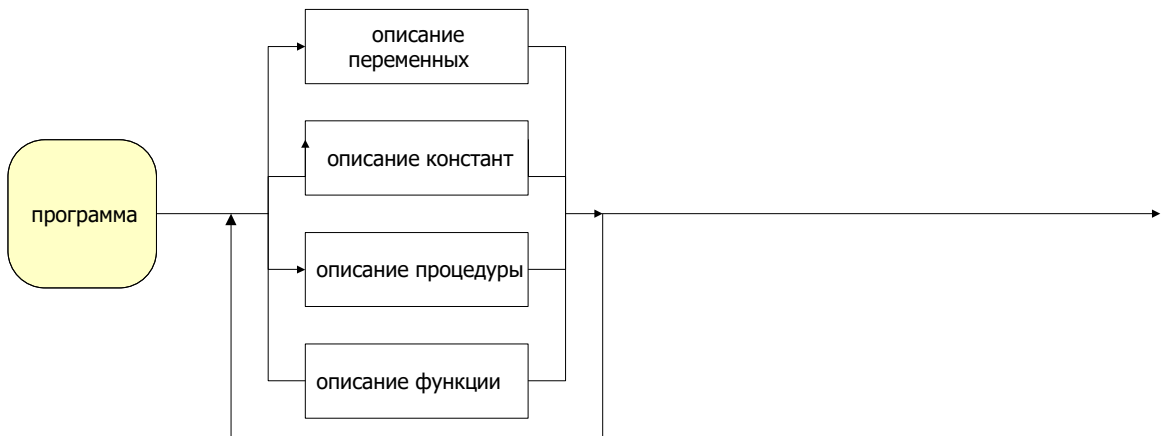 описание
переменных
описание констант
программа
описание процедуры
описание функции